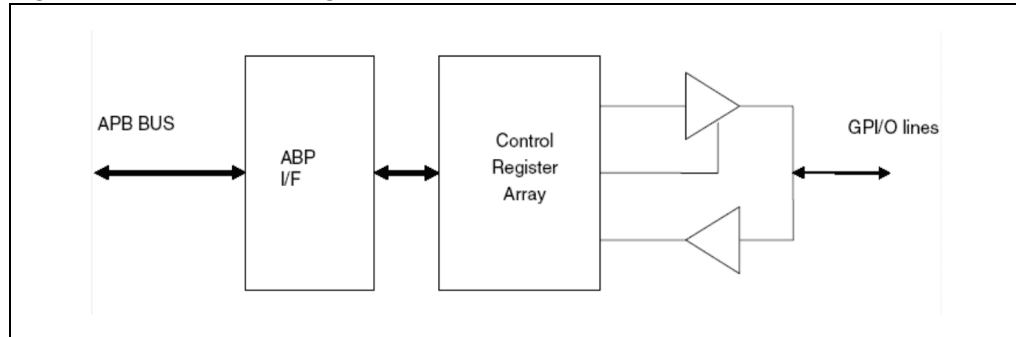 APB BUS
ABP
I/F
Control
Register
Array
GPI/O lines